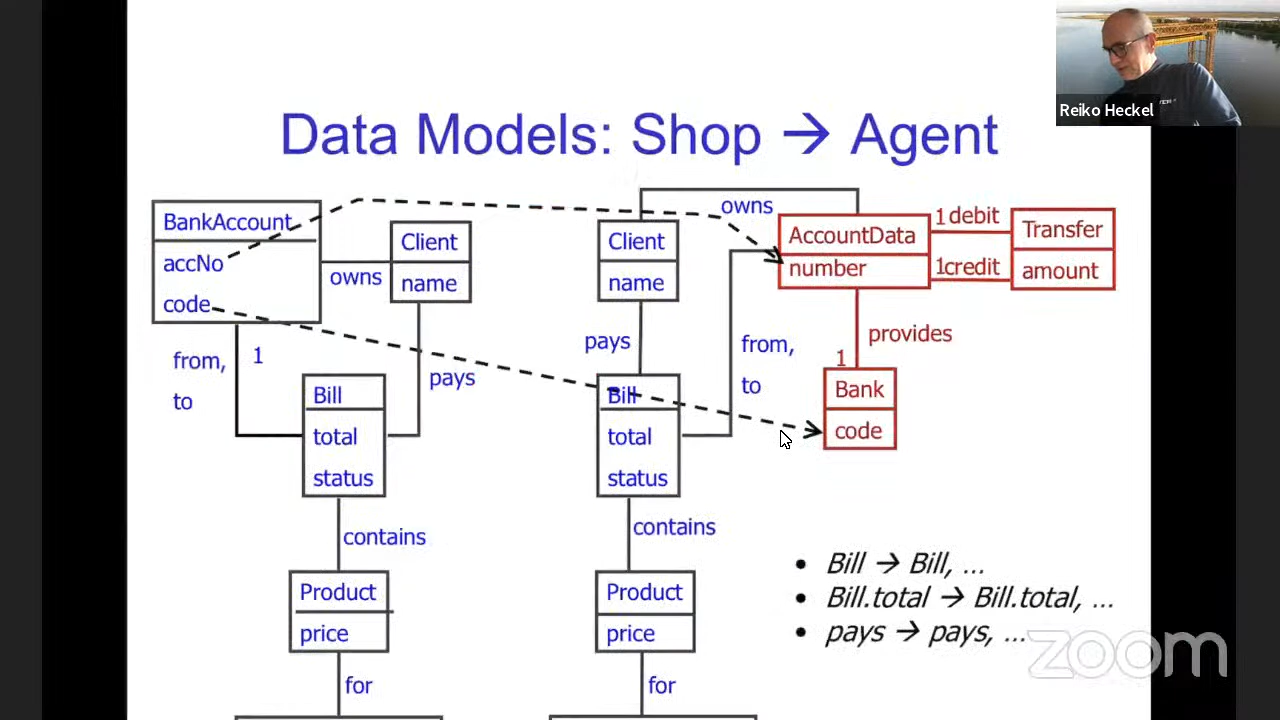 Reiko Heckel
Data Models: Shop → Agent
BankAccount
accNo
code
owns
Client
name
from,
to
1
pays
Bill
total
status
contains
Product
price
for
Client
name
owns
pays
Bill
total
status
from,
to
contains
Product
price
for
AccountData
number
1 debit
1credit
Transfer
amount
provides
1
Bank
code
• Bill → Bill, ...
• Bill.total → Bill.total, ...
• pays → pays, ...
zoom